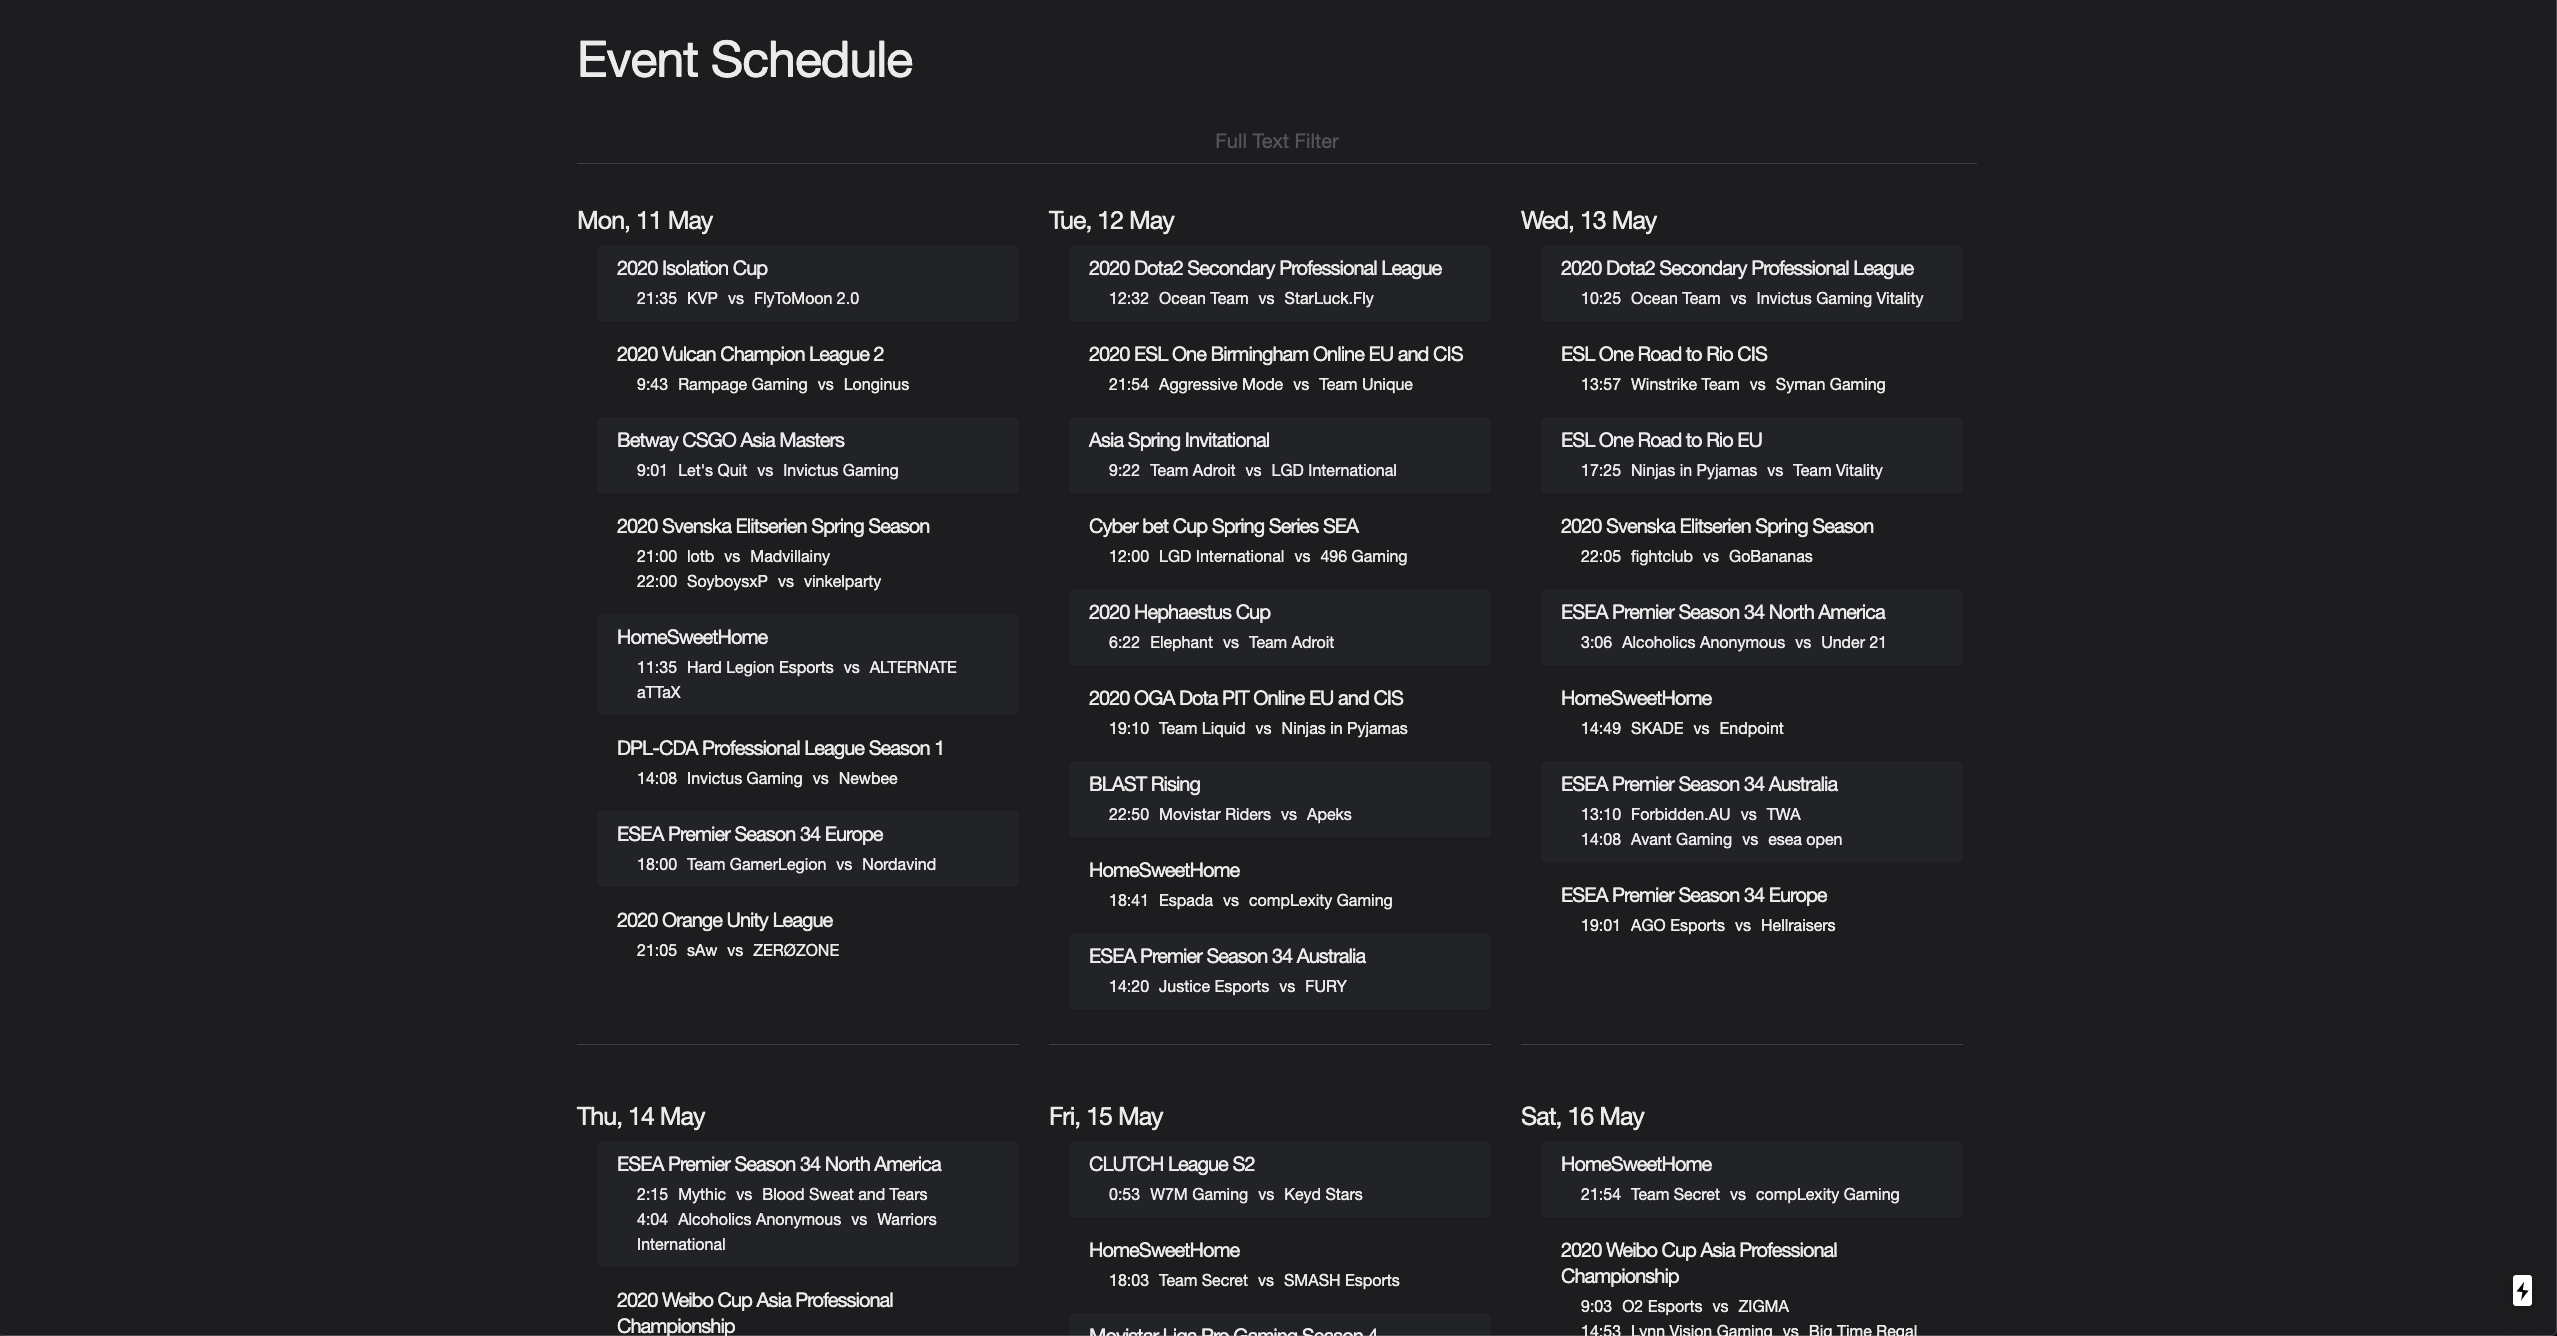 Event Schedule
Full Text Filter
Mon, 11 May
2020 Isolation Cup
21:35 KVP vs FlyToMoon 2.0
2020 Vulcan Champion League 2
9:43 Rampage Gaming vs Longinus
Betway CSGO Asia Masters
9:01 Let's Quit vs Invictus Gaming
2020 Svenska Elitserien Spring Season
21:00 lotb vs Madvillainy
22:00 SoyboysxP vs vinkelparty
HomeSweetHome
11:35 Hard Legion Esports vs ALTERNATE
aTTaX
DPL-CDA Professional League Season 1
14:08 Invictus Gaming vs Newbee
ESEA Premier Season 34 Europe
18:00 Team GamerLegion vs Nordavind
2020 Orange Unity League
21:05 sAw vs ZERØZONE
Tue, 12 May
2020 Dota2 Secondary Professional League
12:32 Ocean Team vs StarLuck.Fly
2020 ESL One Birmingham Online EU and CIS
21:54 Aggressive Mode vs Team Unique
Asia Spring Invitational
9:22 Team Adroit vs LGD International
Cyber bet Cup Spring Series SEA
12:00 LGD International vs 496 Gaming
2020 Hephaestus Cup
6:22 Elephant vs Team Adroit
2020 OGA Dota PIT Online EU and CIS
19:10 Team Liquid vs Ninjas in Pyjamas
BLAST Rising
22:50 Movistar Riders vs Apeks
HomeSweetHome
18:41 Espada vs compLexity Gaming
ESEA Premier Season 34 Australia
14:20 Justice Esports vs FURY
Wed, 13 May
2020 Dota2 Secondary Professional League
10:25 Ocean Team vs Invictus Gaming Vitality
ESL One Road to Rio CIS
13:57 Winstrike Team vs Syman Gaming
ESL One Road to Rio EU
17:25 Ninjas in Pyjamas vs Team Vitality
2020 Svenska Elitserien Spring Season
22:05 fightclub vs GoBananas
ESEA Premier Season 34 North America
3:06 Alcoholics Anonymous vs Under 21
HomeSweetHome
14:49 SKADE vs Endpoint
ESEA Premier Season 34 Australia
13:10 Forbidden.AU vs TWA
14:08 Avant Gaming vs esea open
ESEA Premier Season 34 Europe
19:01 AGO Esports vs Hellraisers
Thu, 14 May
ESEA Premier Season 34 North America
2:15 Mythic vs Blood Sweat and Tears
4:04 Alcoholics Anonymous vs Warriors
International
2020 Weibo Cup Asia Professional
Championship
Fri, 15 May
CLUTCH League S2
0:53 W7M Gaming vs Keyd Stars
HomeSweetHome
18:03 Team Secret vs SMASH Esports
Movistar Liga Pro Gaming Season 4
Sat, 16 May
HomeSweetHome
21:54 Team Secret vs compLexity Gaming
2020 Weibo Cup Asia Professional
Championship
9:03 O2 Esports vs ZIGMA
14:53 Lynn Vision Gaming vs Big Time Regal